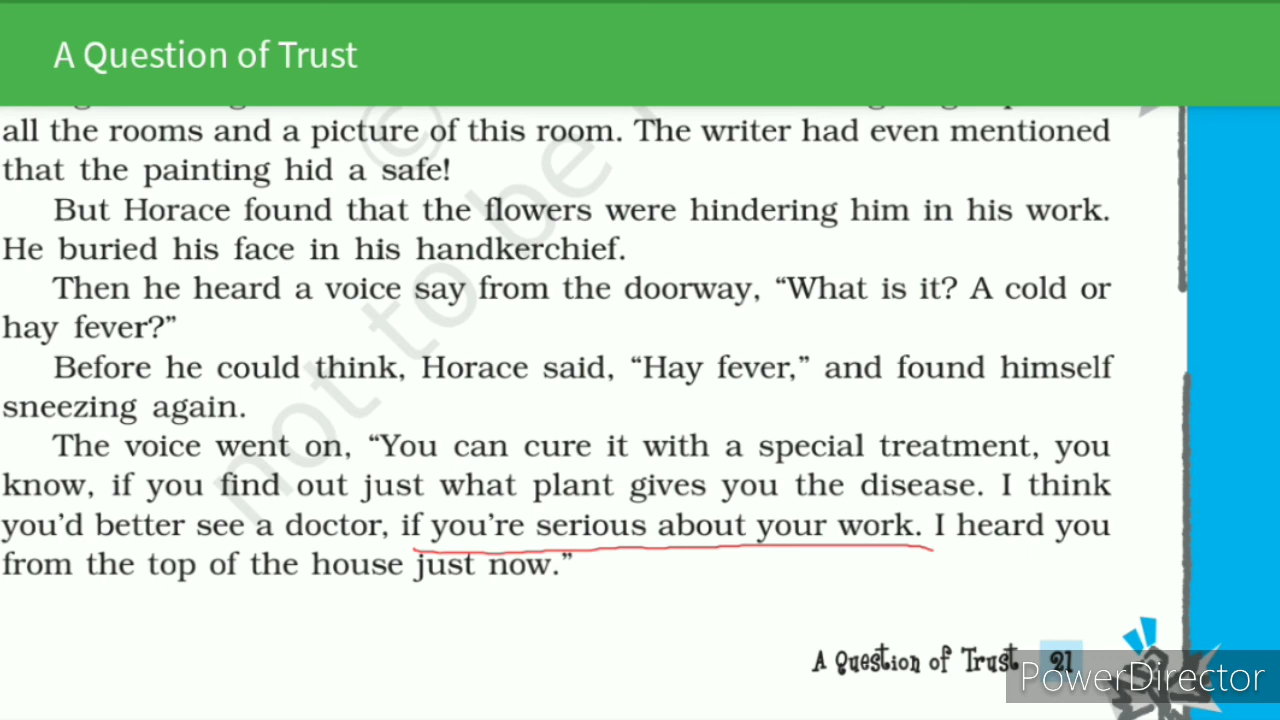 A Question of Trust
all the rooms and a picture of this room. The writer had even mentioned
that the painting hid a safe!
But Horace found that the flowers were hindering him in his work.
He buried his face in his handkerchief.
Then he heard a voice say from the doorway, “What is it? A cold or
hay fever?”
Before he could think, Horace said, “Hay fever,” and found himself
sneezing again.
The voice went on, “You can cure it with a special treatment, you
know, if you find out just what plant gives you the disease. I think
you’d better see a doctor, if you’re serious about your work. I heard you
from the top of the house just now.”
A Question of Trust 21
PowerDirector
© not to be